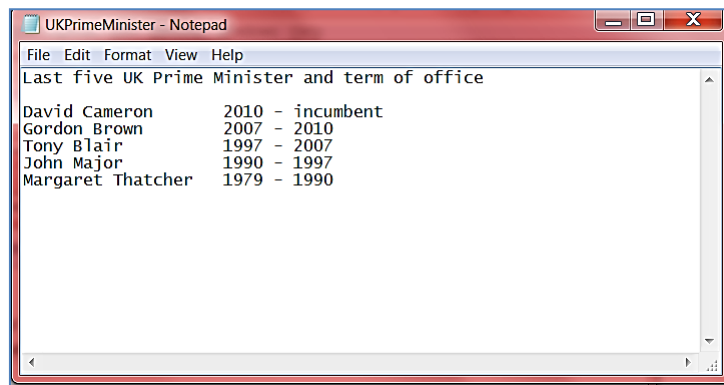 UKPrimeMinister - Notepad
File Edit Format View Help
Last five UK Prime Minister and term of office
David Cameron 2010 - incumbent
Gordon Brown 2007 - 2010
Tony Blair 1997 - 2007
John Major 1990 - 1997
Margaret Thatcher 1979 - 1990